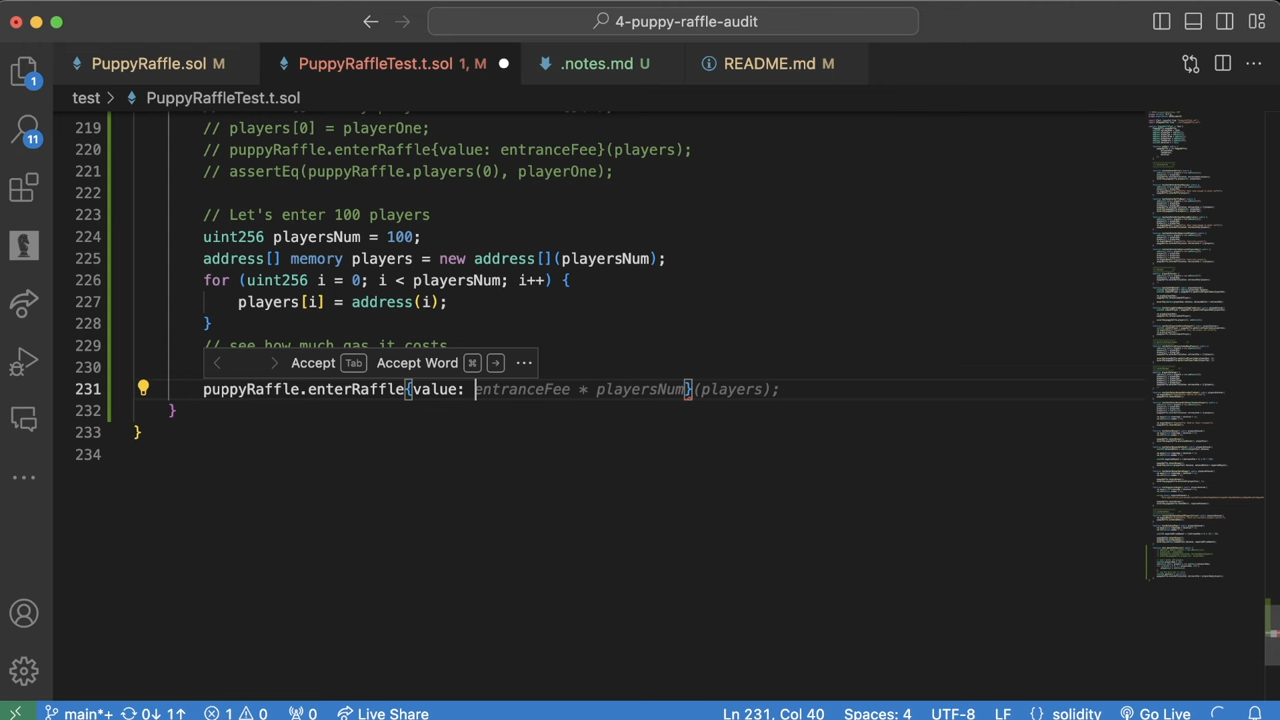 4-puppy-raffle-audit
PuppyRaffle.sol M
PuppyRaffleTest.t.sol 1, M
.notes.md U
README.md M
test > PuppyRaffleTest.t.sol
219 // players[0] = playerOne;
220 // puppyRaffle.enterRaffle{value: entranceFee}(players);
221 // assertEq(puppyRaffle.players(0), playerOne);
222
223 // Let's enter 100 players
224 uint256 playersNum = 100;
225 address[] memory players = new address[](playersNum);
226 for (uint256 i = 0; i < playersNum; i++) {
227 players[i] = address(i);
228 }
229 // see how much gas it costs
230
Tab Accept Word ...
231 puppyRaffle.enterRaffle{value: entranceFee * playersNum}(players);
232 }
233 }
234
1
11
main*+ 0↓ 1↑ 1 0 0 Live Share Ln 231, Col 40 Spaces: 4 UTF-8 LF {} solidity Go Live